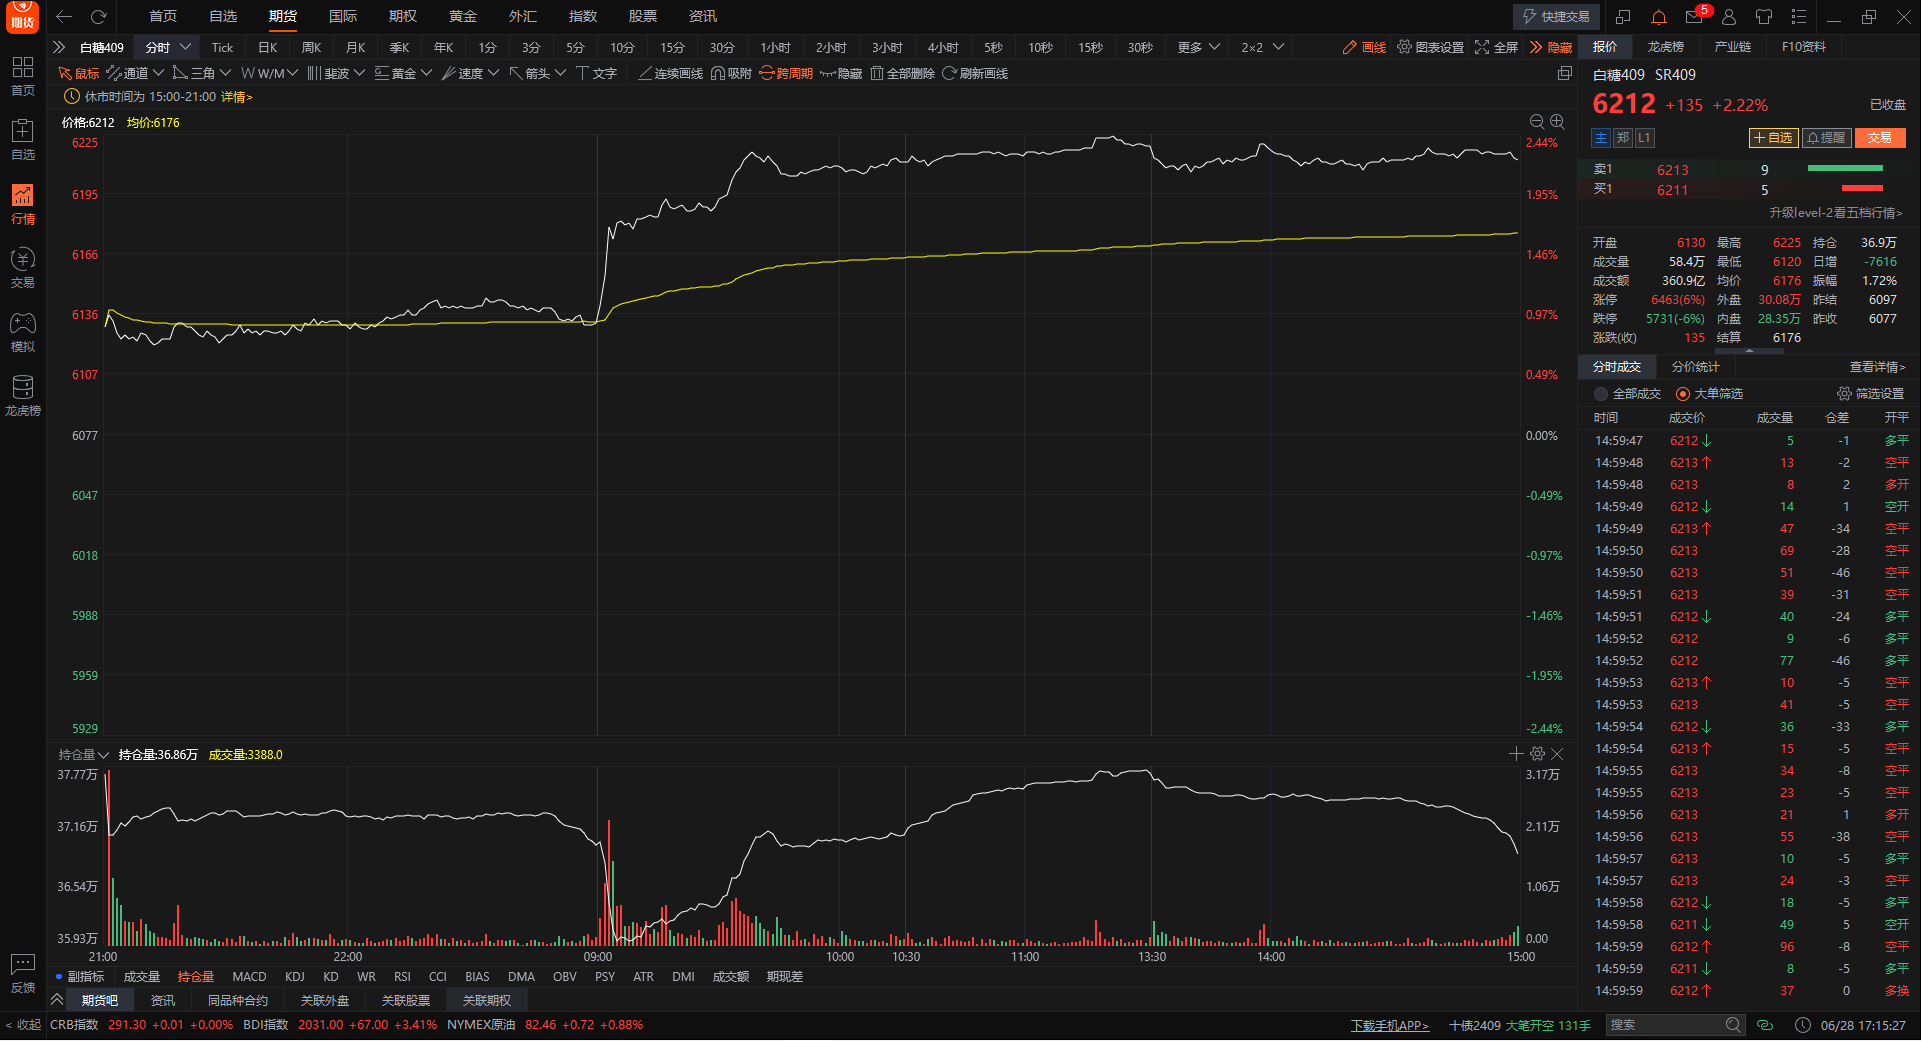 期货
首页 自选 期货 国际 期权 黄金 外汇 指数 股票 资讯
快捷交易 5
白糖409 分时 Tick 日K 周K 月K 季K 年K 1分 3分 5分 10分 15分 30分 1小时 2小时 3小时 4小时 5秒 10秒 15秒 30秒 更多 2×2 画线 图表设置 全屏 隐藏
鼠标 通道 三角 W/M 斐波 黄金 速度 箭头 文字 连续画线 吸附 跨周期 隐藏 全部删除 刷新画线
休市时间为 15:00-21:00 详情>
价格:6212 均价:6176
首页
自选
行情
交易
模拟
龙虎榜
反馈
< 收起
6225 2.44%
6195 1.95%
6166 1.46%
6136 0.97%
6107 0.49%
6077 0.00%
6047 -0.49%
6018 -0.97%
5988 -1.46%
5959 -1.95%
5929 -2.44%
持仓量 持仓量:36.86万 成交量:3388.0
37.77万 3.17万
37.16万 2.11万
36.54万 1.06万
35.93万 0.00
21:00 22:00 09:00 10:00 10:30 11:00 13:30 14:00 15:00
副指标 成交量 持仓量 MACD KDJ KD WR RSI CCI BIAS DMA OBV PSY ATR DMI 成交额 期现差
期货吧 资讯 同品种合约 关联外盘 关联股票 关联期权
报价 龙虎榜 产业链 F10资料
白糖409 SR409
6212 +135 +2.22% 已收盘
主 郑 L1 +自选 提醒 交易
卖1 6213 9
买1 6211 5
升级level-2看五档行情>
开盘 6130 最高 6225 持仓 36.9万
成交量 58.4万 最低 6120 日增 -7616
成交额 360.9亿 均价 6176 振幅 1.72%
涨停 6463(6%) 外盘 30.08万 昨结 6097
跌停 5731(-6%) 内盘 28.35万 昨收 6077
涨跌(收) 135 结算 6176
分时成交 分价统计 查看详情>
全部成交 大单筛选 筛选设置
时间 成交价 成交量 仓差 开平
14:59:47 6212↓ 5 -1 多平
14:59:48 6213↑ 13 -2 空平
14:59:48 6213 8 2 多开
14:59:49 6212↓ 14 1 空开
14:59:49 6213↑ 47 -34 空平
14:59:50 6213 69 -28 空平
14:59:50 6213 51 -46 空平
14:59:51 6213 39 -31 空平
14:59:51 6212↓ 40 -24 多平
14:59:52 6212 9 -6 多平
14:59:52 6212 77 -46 多平
14:59:53 6213↑ 10 -5 空平
14:59:53 6213 41 -5 空平
14:59:54 6212↓ 36 -33 多平
14:59:54 6213↑ 15 -5 空平
14:59:55 6213 34 -8 空平
14:59:55 6213 23 -5 空平
14:59:56 6213 21 1 多开
14:59:56 6213 55 -38 空平
14:59:57 6213 10 -5 多平
14:59:57 6213 24 -3 空平
14:59:58 6212↓ 18 -5 多平
14:59:58 6211↓ 49 5 空开
14:59:59 6212↑ 96 -8 空平
14:59:59 6211↓ 8 -5 多平
14:59:59 6212↑ 37 0 多换
CRB指数 291.30 +0.01 +0.00% BDI指数 2031.00 +67.00 +3.41% NYMEX原油 82.46 +0.72 +0.88% 下载手机APP> 十债2409 大笔开空 131手 搜索 06/28 17:15:27